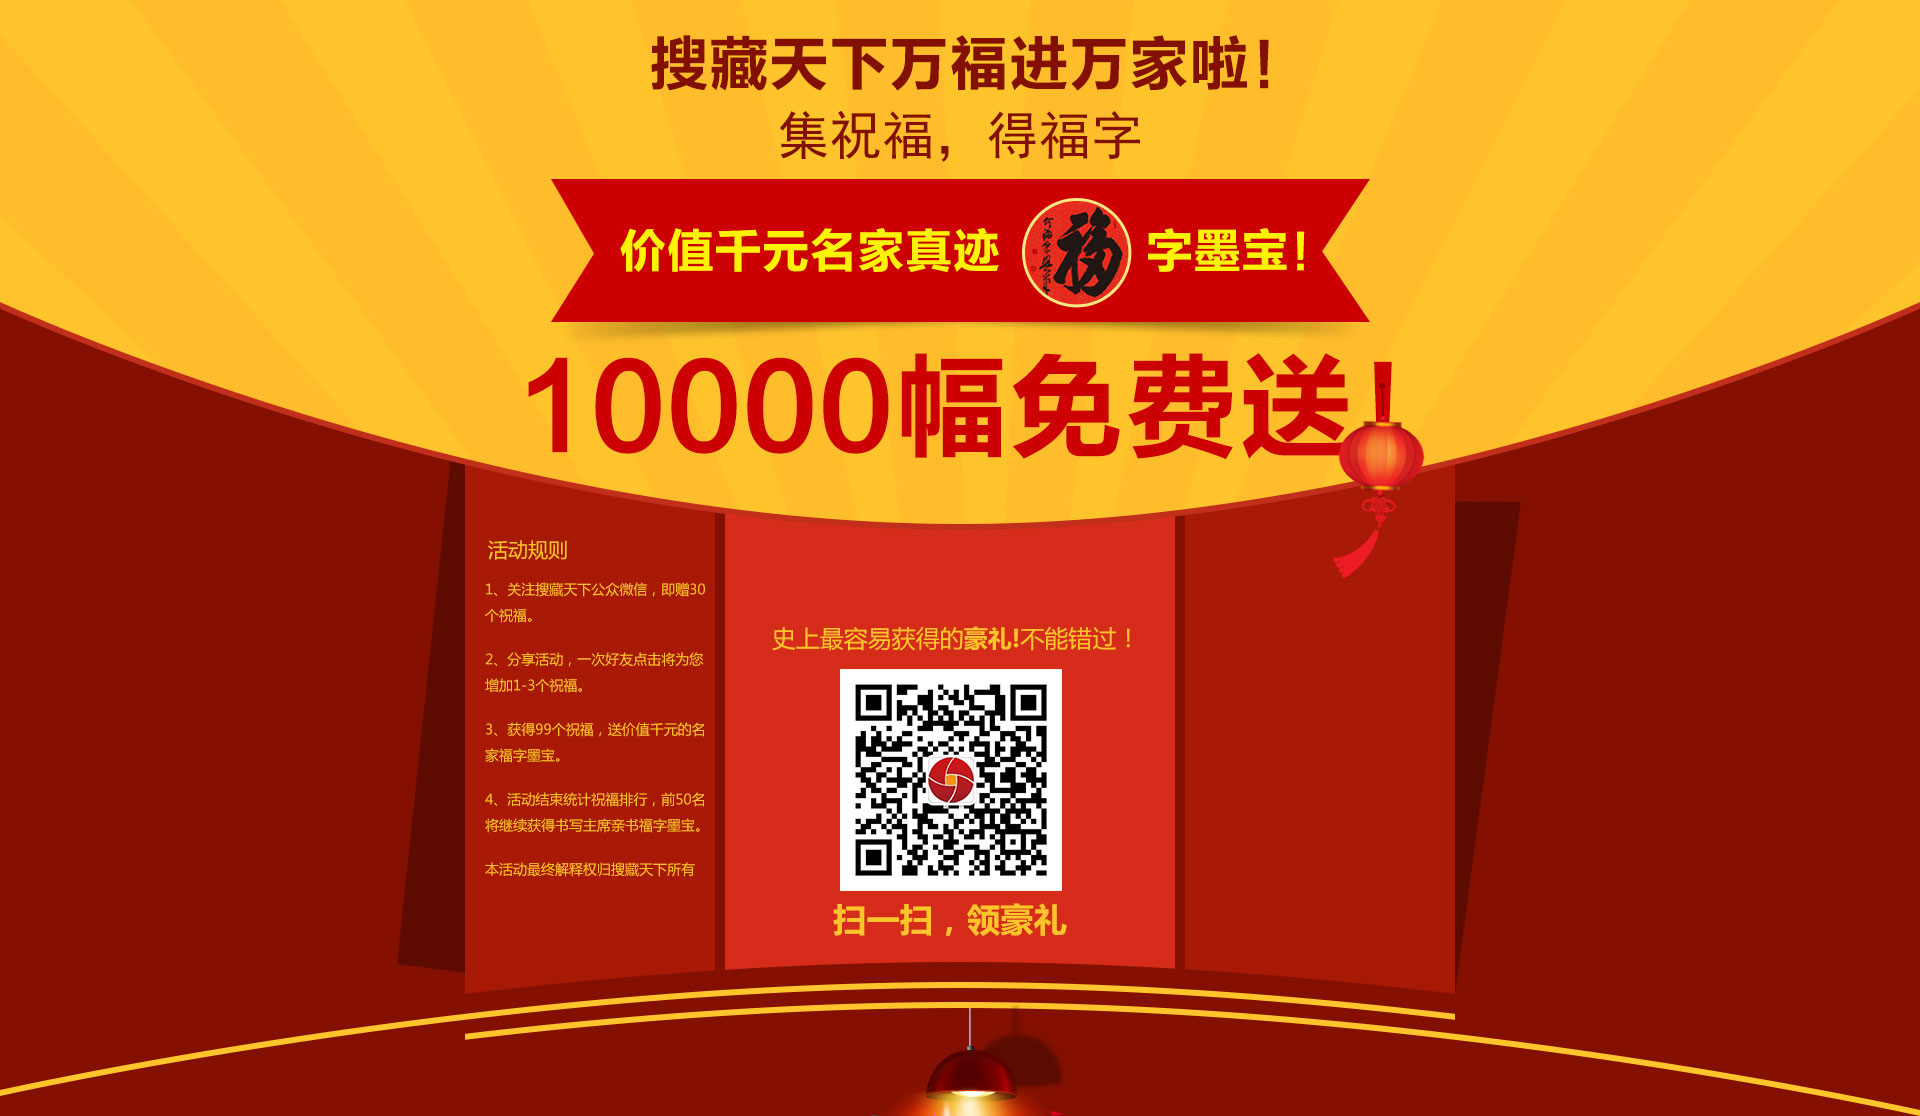 搜藏天下万福进万家啦！
集祝福，得福字
价值千元名家真迹 福 字墨宝！
10000幅免费送！
活动规则
1、关注搜藏天下公众微信，即赠30
个祝福。
2、分享活动，一次好友点击将为您
增加1-3个祝福。
3、获得99个祝福，送价值千元的名
家福字墨宝。
4、活动结束统计祝福排行，前50名
将继续获得书写主席亲书福字墨宝。
本活动最终解释权归搜藏天下所有
史上最容易获得的豪礼!不能错过！
扫一扫，领豪礼